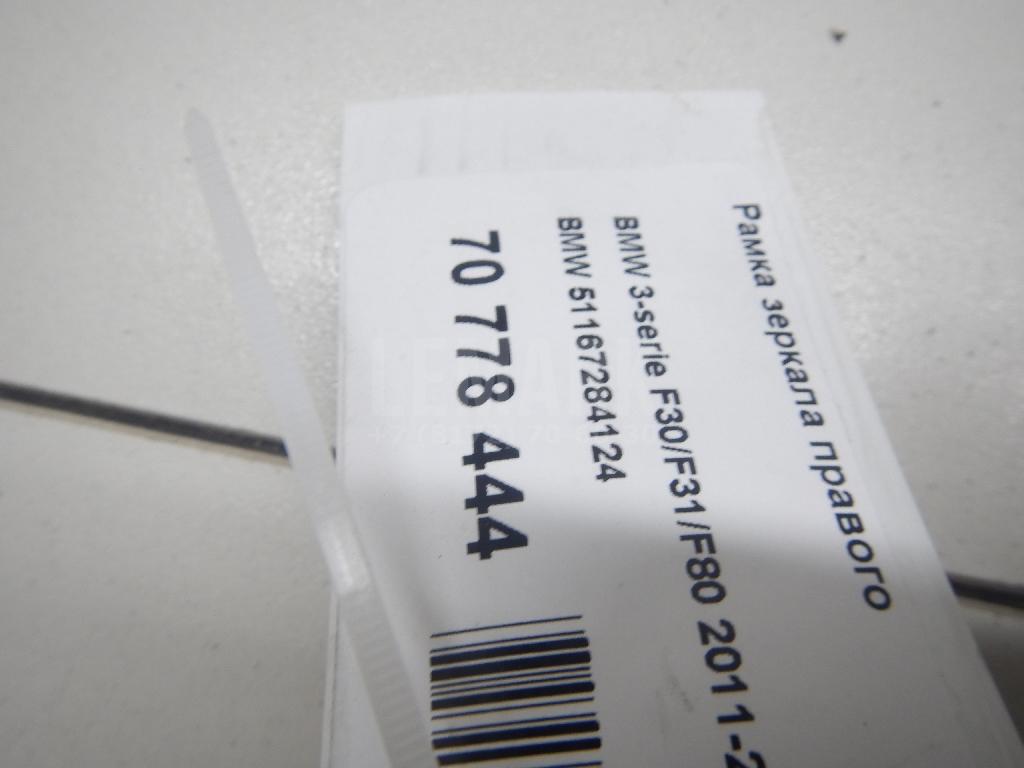 Рамка зеркала правого
BMW 3-serie F30/F31/F80 2011-2
BMW 51167284124
70 778 444